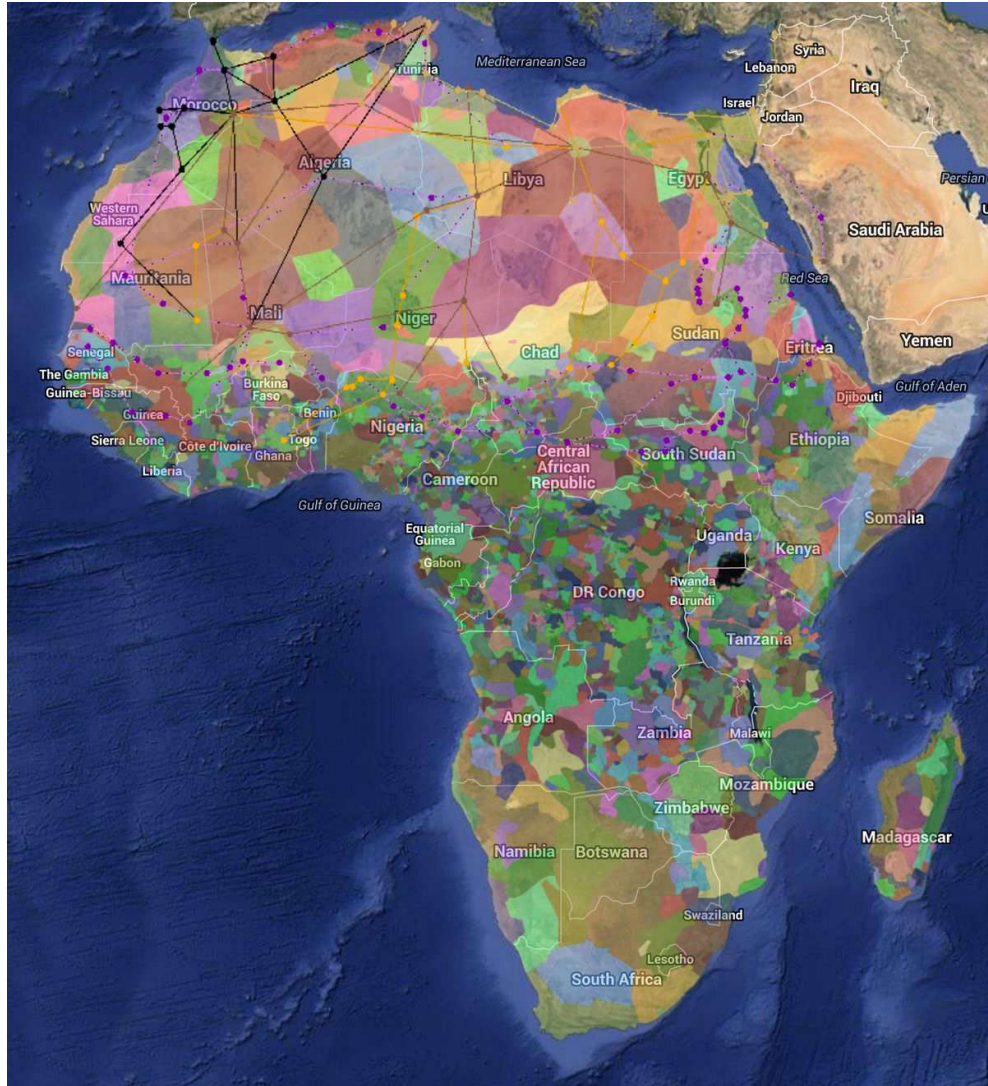 Syria
Mediterranean Sea
Lebanon
Tunisia
Iraq
Israel
Jordan
Morocco
Algeria
Libya
Egypt
Persian
Western
Sahara
Saudi Arabia
Mauritania
Red Sea
Mali
Niger
Sudan
Chad
Eritrea
Yemen
Senegal
The Gambia
Guinea-Bissau
Burkina
Faso
Gulf of Aden
Djibouti
Guinea
Benin
Nigeria
Sierra Leone
Côte d'Ivoire
Togo
Ghana
Ethiopia
Liberia
South Sudan
Central
African
Republic
Cameroon
Gulf of Guinea
Somalia
Equatorial
Guinea
Uganda
Kenya
Gabon
Rwanda
DR Congo
Burundi
Tanzania
Angola
Zambia
Malawi
Mozambique
Zimbabwe
Madagascar
Namibia
Botswana
Swaziland
Lesotho
South Africa